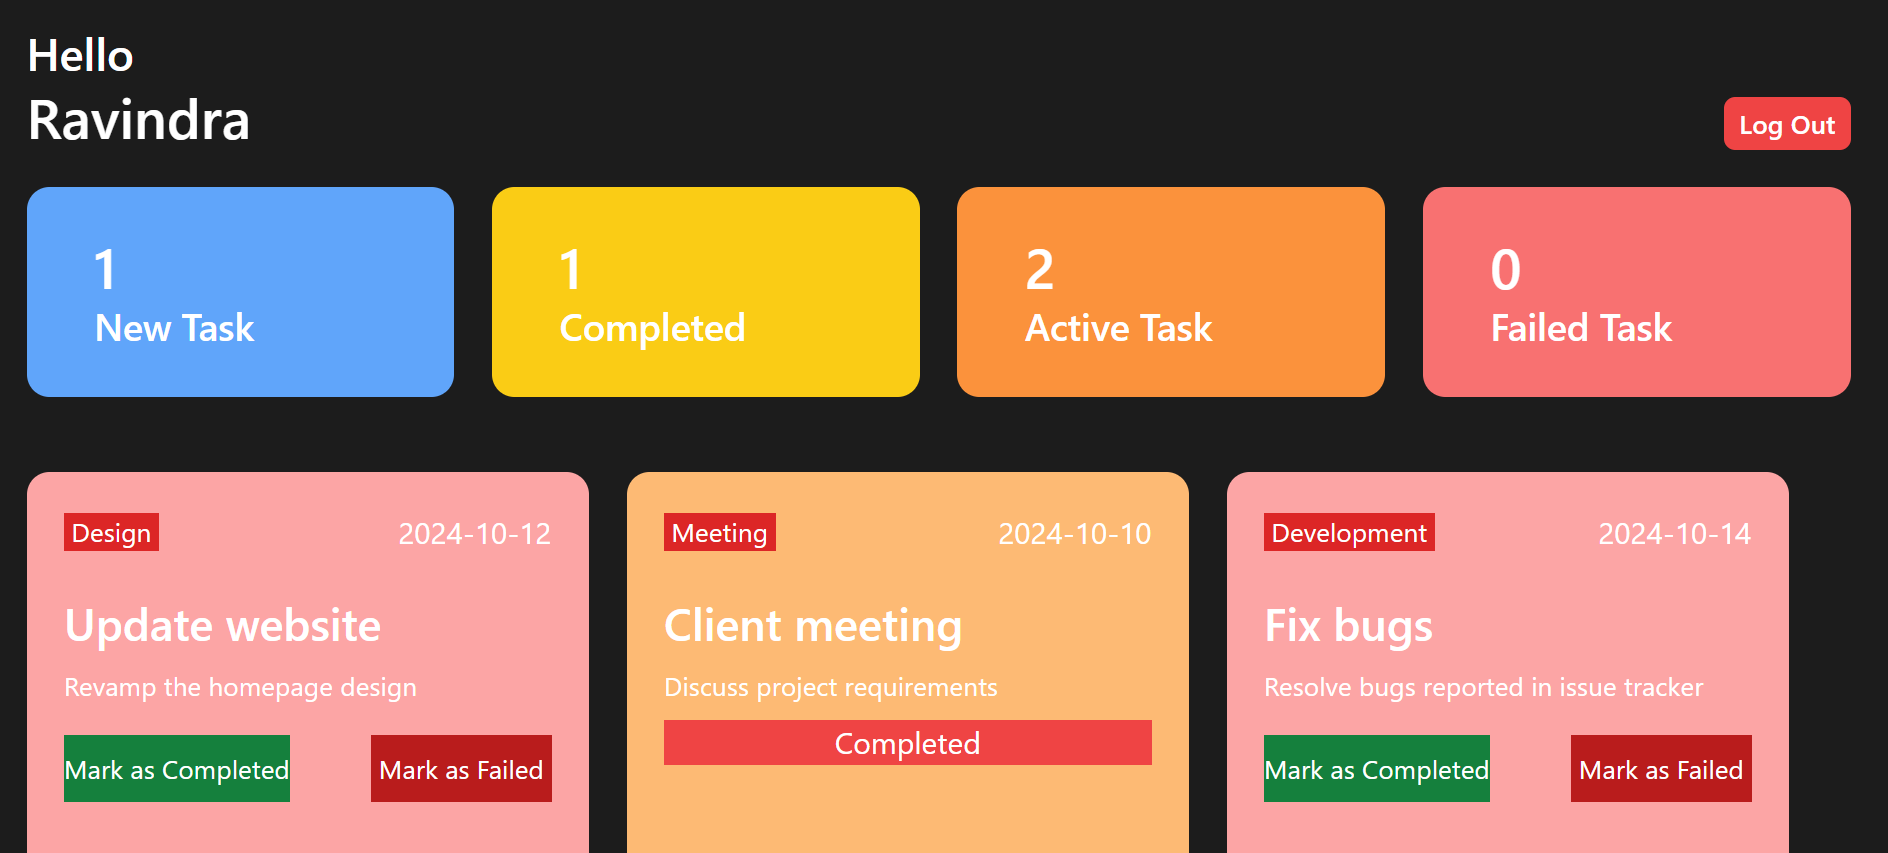 Hello
Ravindra
Log Out
1
New Task
1
Completed
2
Active Task
0
Failed Task
Design
2024-10-12
Update website
Revamp the homepage design
Mark as Completed
Mark as Failed
Meeting
2024-10-10
Client meeting
Discuss project requirements
Completed
Development
2024-10-14
Fix bugs
Resolve bugs reported in issue tracker
Mark as Completed
Mark as Failed